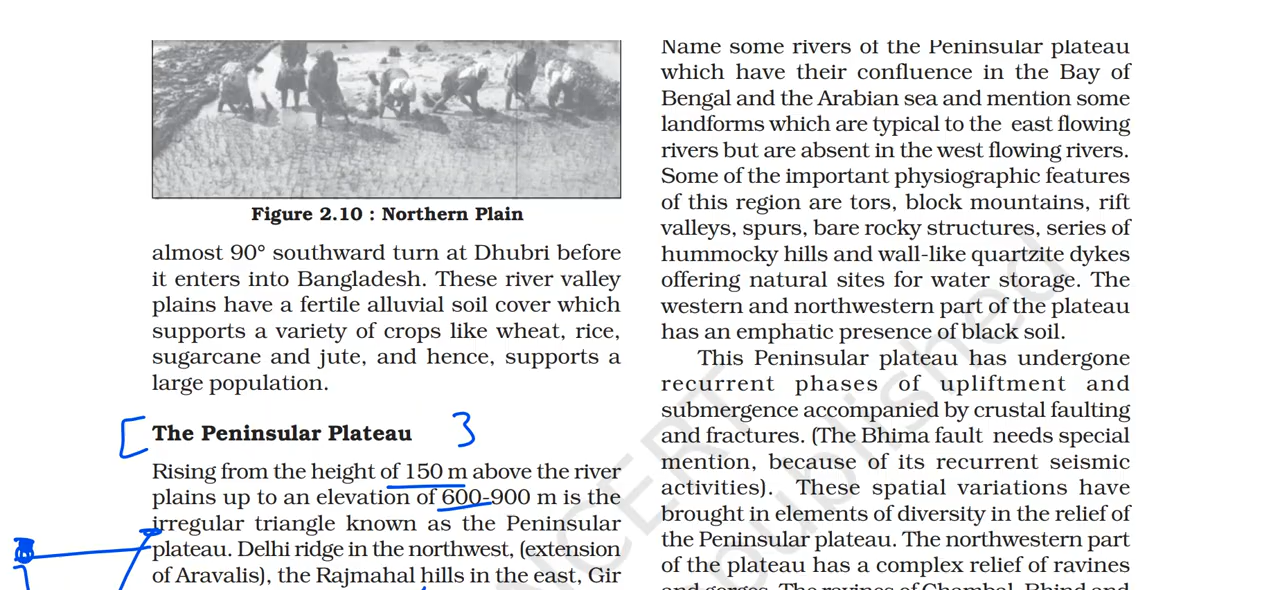 Figure 2.10 : Northern Plain
almost 90° southward turn at Dhubri before
it enters into Bangladesh. These river valley
plains have a fertile alluvial soil cover which
supports a variety of crops like wheat, rice,
sugarcane and jute, and hence, supports a
large population.
The Peninsular Plateau
Rising from the height of 150 m above the river
plains up to an elevation of 600-900 m is the
irregular triangle known as the Peninsular
plateau. Delhi ridge in the northwest, (extension
of Aravalis), the Rajmahal hills in the east, Gir
Name some rivers of the Peninsular plateau
which have their confluence in the Bay of
Bengal and the Arabian sea and mention some
landforms which are typical to the east flowing
rivers but are absent in the west flowing rivers.
Some of the important physiographic features
of this region are tors, block mountains, rift
valleys, spurs, bare rocky structures, series of
hummocky hills and wall-like quartzite dykes
offering natural sites for water storage. The
western and northwestern part of the plateau
has an emphatic presence of black soil.
This Peninsular plateau has undergone
recurrent phases of upliftment and
submergence accompanied by crustal faulting
and fractures. (The Bhima fault needs special
mention, because of its recurrent seismic
activities). These spatial variations have
brought in elements of diversity in the relief of
the Peninsular plateau. The northwestern part
of the plateau has a complex relief of ravines
and gorges. The ravines of Chambal, Bhind and
NCERT
published